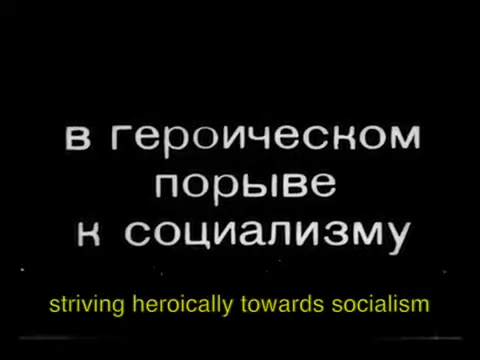 в героическом
порыве
к социализму
striving heroically towards socialism